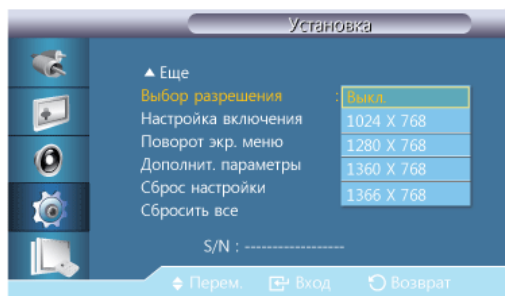 Установка
▲ Еще
Выбор разрешения : Выкл.
Настройка включения 1024 X 768
Поворот экр. меню 1280 X 768
Дополнит. параметры 1360 X 768
Сброс настройки 1366 X 768
Сбросить все
S/N : ------------------
Перем. Вход Возврат